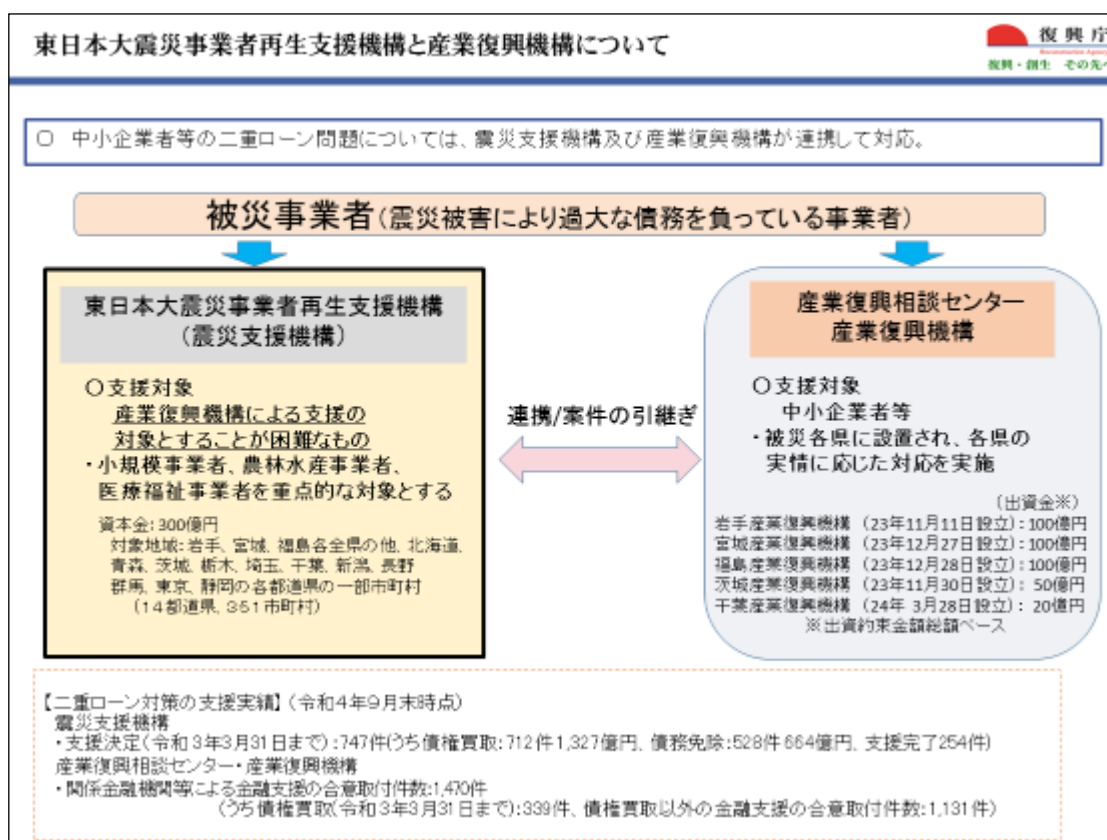 東日本大震災事業者再生支援機構と産業復興機構について
復興庁
Reconstruction Agency
復興・創生 その先へ
○ 中小企業者等の二重ローン問題については、震災支援機構及び産業復興機構が連携して対応。
被災事業者(震災被害により過大な債務を負っている事業者)
東日本大震災事業者再生支援機構
(震災支援機構)
○支援対象
産業復興機構による支援の
対象とすることが困難なもの
・小規模事業者、農林水産事業者、
医療福祉事業者を重点的な対象とする
資本金:300億円
対象地域:岩手、宮城、福島各全県の他、北海道、
青森、茨城、栃木、埼玉、千葉、新潟、長野
群馬、東京、静岡の各都道県の一部市町村
(14都道県、351市町村)
連携/案件の引継ぎ
産業復興相談センター
産業復興機構
○支援対象
中小企業者等
・被災各県に設置され、各県の
実情に応じた対応を実施
(出資金※)
岩手産業復興機構 (23年11月11日設立):100億円
宮城産業復興機構 (23年12月27日設立):100億円
福島産業復興機構 (23年12月28日設立):100億円
茨城産業復興機構 (23年11月30日設立): 50億円
千葉産業復興機構 (24年 3月28日設立): 20億円
※出資約束金額総額ベース
【二重ローン対策の支援実績】(令和4年9月末時点)
震災支援機構
・支援決定(令和3年3月31日まで):747件(うち債権買取:712件1,327億円、債務免除:528件664億円、支援完了254件)
産業復興相談センター・産業復興機構
・関係金融機関等による金融支援の合意取付件数:1,470件
(うち債権買取(令和3年3月31日まで):339件、債権買取以外の金融支援の合意取付件数:1,131件)